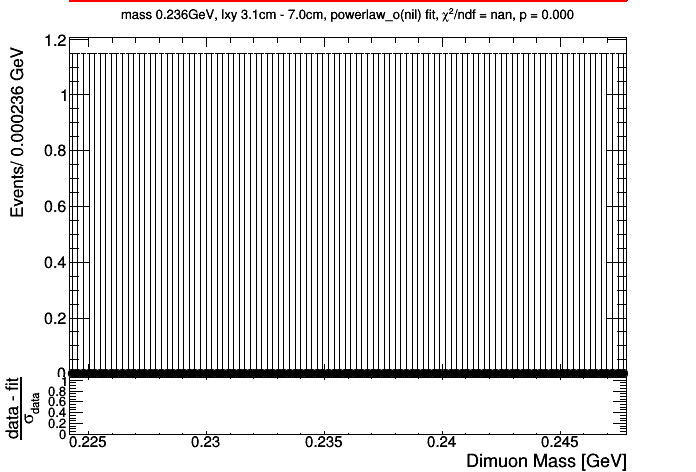 mass 0.236GeV, lxy 3.1cm - 7.0cm, powerlaw_o(nil) fit, χ²/ndf = nan, p = 0.000
Events/ 0.000236 GeV
1.2
1
0.8
0.6
0.4
0.2
0
data - fit
σdata
1
0.8
0.6
0.4
0.2
0
0.225 0.23 0.235 0.24 0.245
Dimuon Mass [GeV]